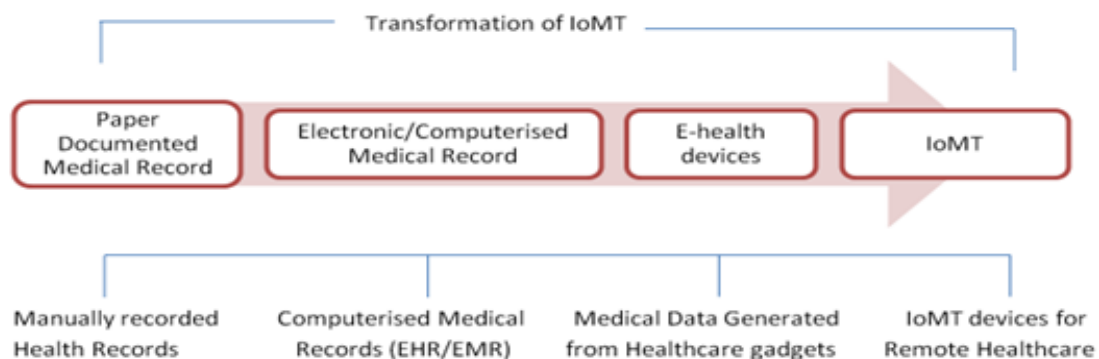 Transformation of IoMT
Paper
Documented
Medical Record
Electronic/Computerised
Medical Record
E-health
devices
IoMT
Manually recorded
Health Records
Computerised Medical
Records (EHR/EMR)
Medical Data Generated
from Healthcare gadgets
IoMT devices for
Remote Healthcare